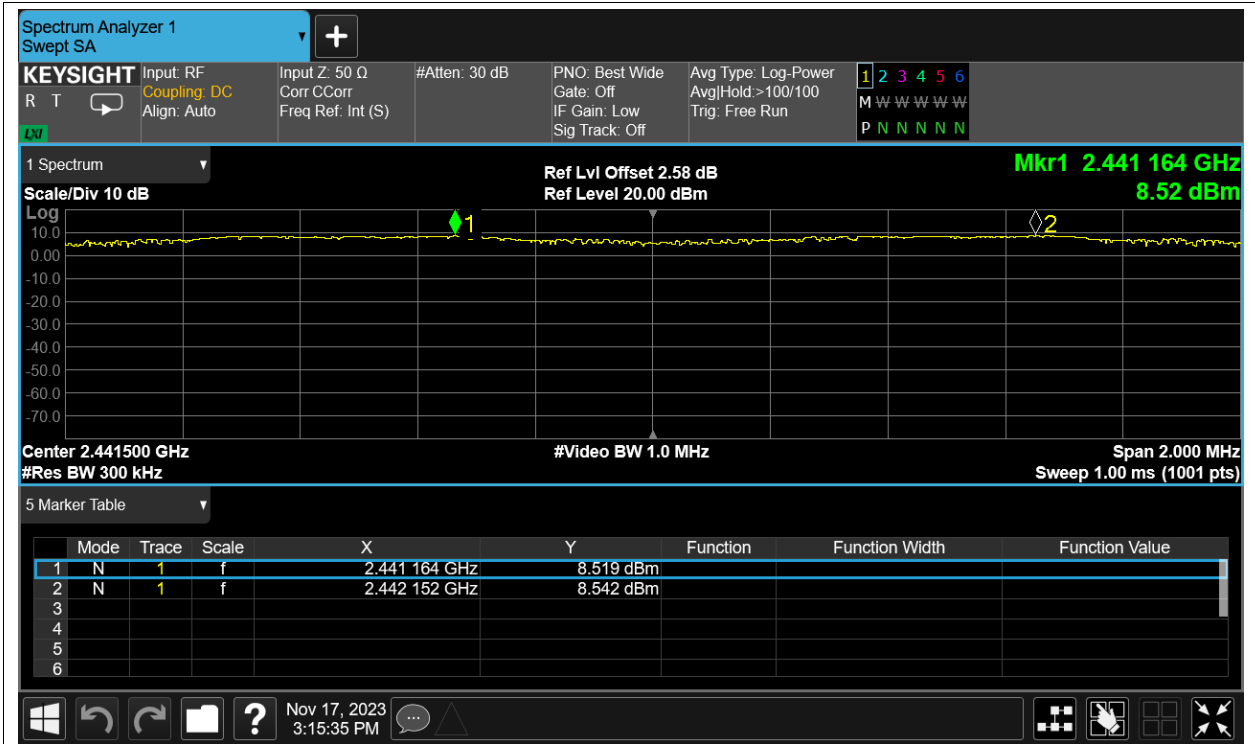 Spectrum Analyzer 1
Swept SA
+
KEYSIGHT Input: RF Input Z: 50 Ω #Atten: 30 dB PNO: Best Wide Avg Type: Log-Power 1 2 3 4 5 6
R T Coupling: DC Corr CCorr Gate: Off Avg|Hold:>100/100 M W W W W W
Align: Auto Freq Ref: Int (S) IF Gain: Low Trig: Free Run P N N N N N
LXI Sig Track: Off
1 Spectrum
Ref Lvl Offset 2.58 dB Mkr1 2.441 164 GHz
Scale/Div 10 dB Ref Level 20.00 dBm 8.52 dBm
Log
1 2
10.0
0.00
-10.0
-20.0
-30.0
-40.0
-50.0
-60.0
-70.0
Center 2.441500 GHz #Video BW 1.0 MHz Span 2.000 MHz
#Res BW 300 kHz Sweep 1.00 ms (1001 pts)
5 Marker Table
Mode Trace Scale X Y Function Function Width Function Value
1 N 1 f 2.441 164 GHz 8.519 dBm
2 N 1 f 2.442 152 GHz 8.542 dBm
3
4
5
6
? Nov 17, 2023
3:15:35 PM